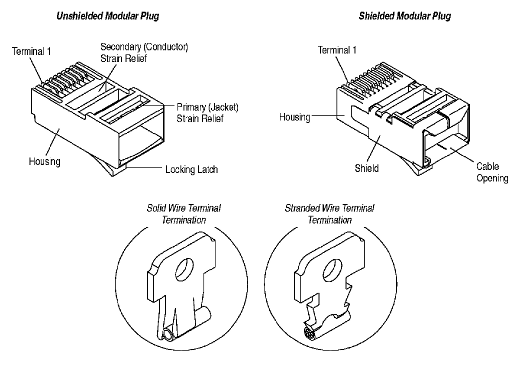 Unshielded Modular Plug
Terminal 1
Secondary (Conductor)
Strain Relief
Primary (Jacket)
Strain Relief
Housing
Locking Latch
Shielded Modular Plug
Terminal 1
Housing
Shield
Cable
Opening
Solid Wire Terminal
Termination
Stranded Wire Terminal
Termination